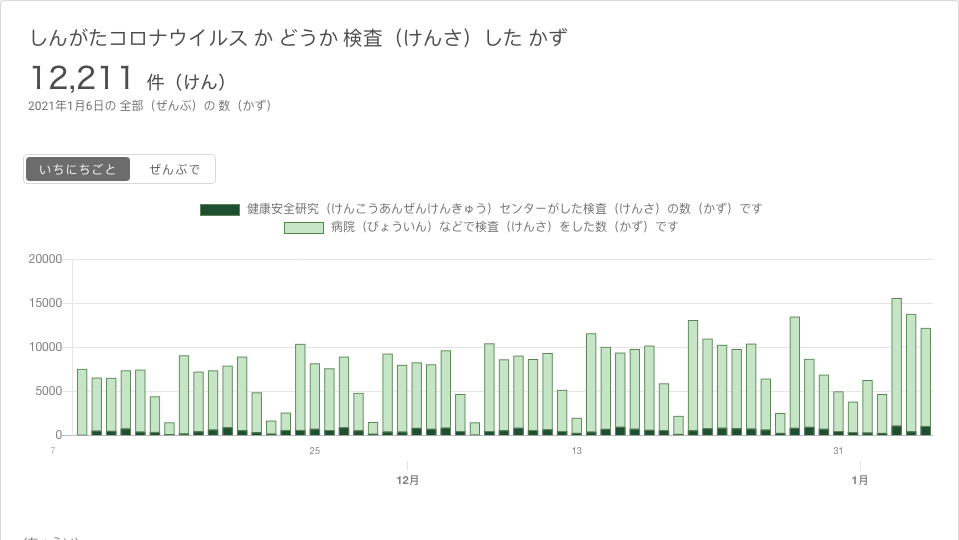 しんがたコロナウイルス か どうか 検査（けんさ）した かず
12,211 件（けん）
2021年1月6日の 全部（ぜんぶ）の 数（かず）
いちにちごと ぜんぶで
健康安全研究（けんこうあんぜんけんきゅう）センターがした検査（けんさ）の数（かず）です
病院（びょういん）などで検査（けんさ）をした数（かず）です
20000
15000
10000
5000
0
7 25 13 31
12月 1月